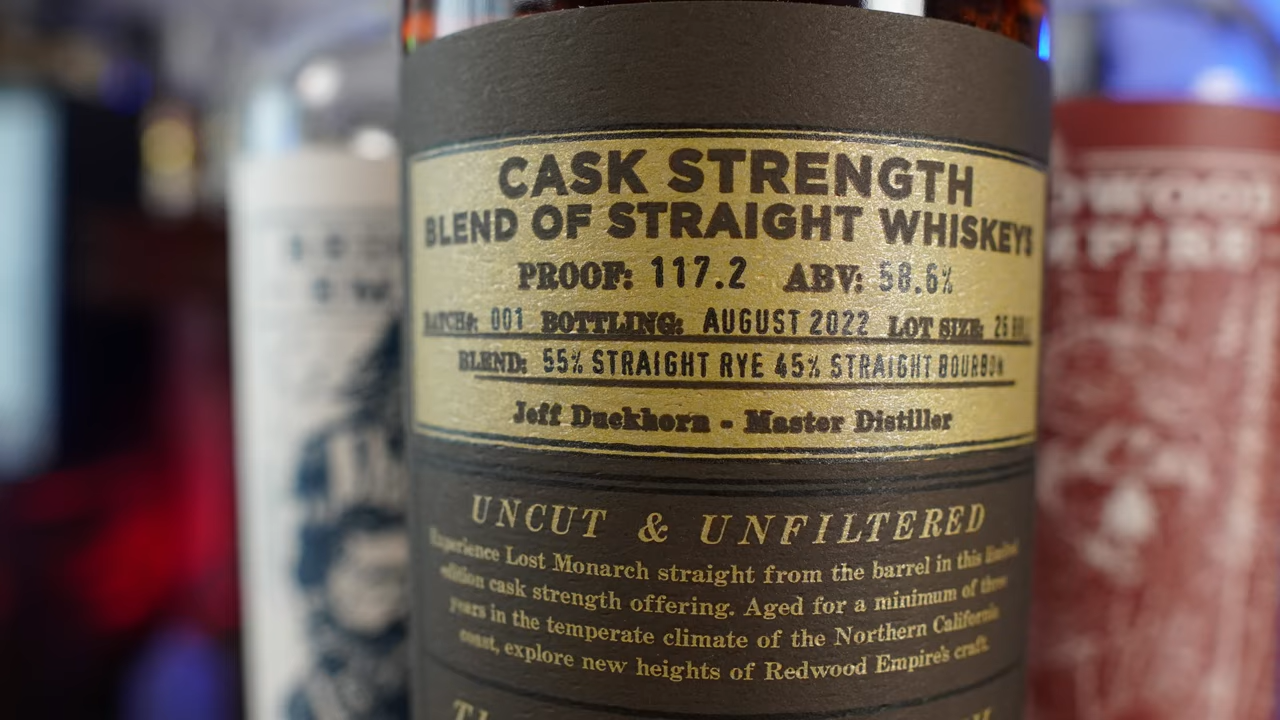 CASK STRENGTH
BLEND OF STRAIGHT WHISKEYS
PROOF: 117.2 ABV: 58.6%
BATCH#: 001 BOTTLING: AUGUST 2022 LOT SIZE: 25
BLEND: 55% STRAIGHT RYE 45% STRAIGHT BOURBON
Jeff Duckhorn - Master Distiller
UNCUT & UNFILTERED
Experience Lost Monarch straight from the barrel in this limited
edition cask strength offering. Aged for a minimum of three
years in the temperate climate of the Northern California
coast, explore new heights of Redwood Empire's craft.